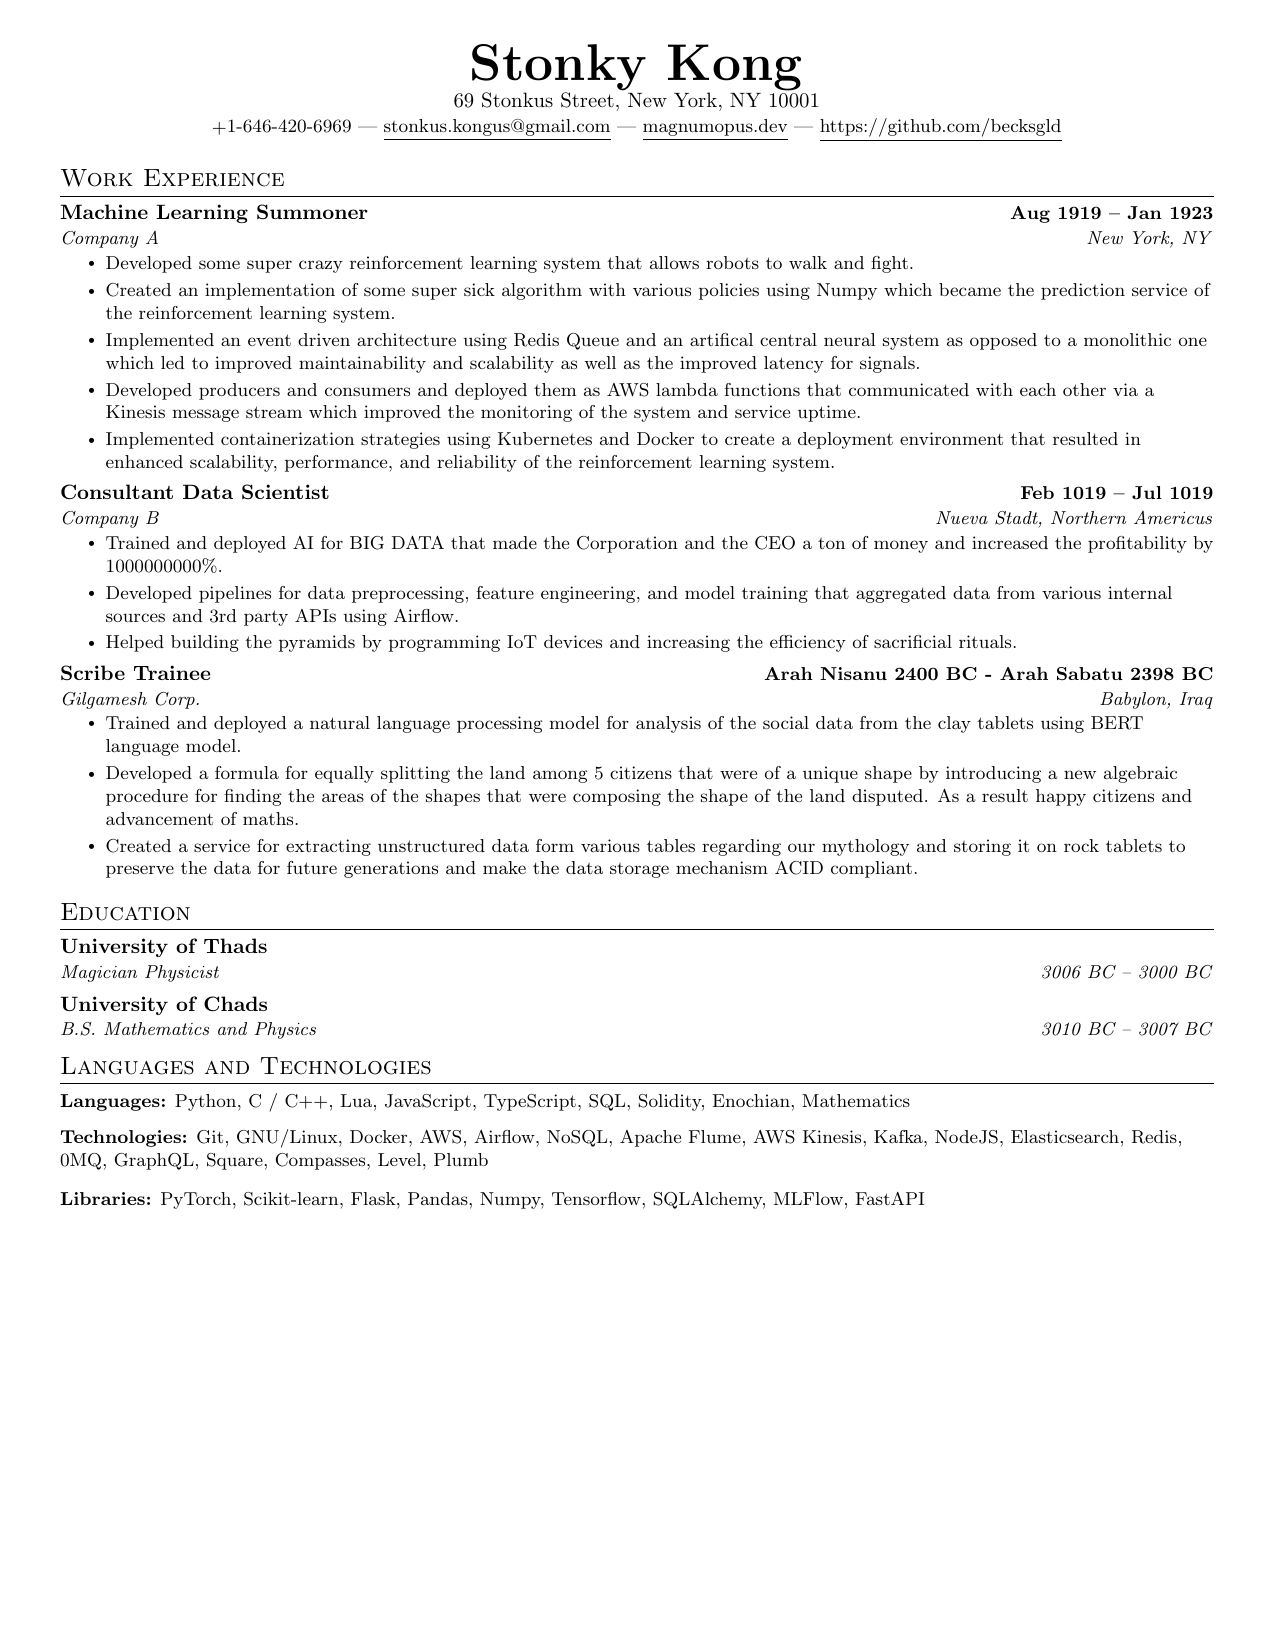 Stonky Kong
69 Stonkus Street, New York, NY 10001
+1-646-420-6969 — stonkus.kongus@gmail.com — magnumopus.dev — https://github.com/becksgld
Work Experience
Machine Learning Summoner Aug 1919 – Jan 1923
Company A New York, NY
• Developed some super crazy reinforcement learning system that allows robots to walk and fight.
• Created an implementation of some super sick algorithm with various policies using Numpy which became the prediction service of
the reinforcement learning system.
• Implemented an event driven architecture using Redis Queue and an artifical central neural system as opposed to a monolithic one
which led to improved maintainability and scalability as well as the improved latency for signals.
• Developed producers and consumers and deployed them as AWS lambda functions that communicated with each other via a
Kinesis message stream which improved the monitoring of the system and service uptime.
• Implemented containerization strategies using Kubernetes and Docker to create a deployment environment that resulted in
enhanced scalability, performance, and reliability of the reinforcement learning system.
Consultant Data Scientist Feb 1019 – Jul 1019
Company B Nueva Stadt, Northern Americus
• Trained and deployed AI for BIG DATA that made the Corporation and the CEO a ton of money and increased the profitability by
1000000000%.
• Developed pipelines for data preprocessing, feature engineering, and model training that aggregated data from various internal
sources and 3rd party APIs using Airflow.
• Helped building the pyramids by programming IoT devices and increasing the efficiency of sacrificial rituals.
Scribe Trainee Arah Nisanu 2400 BC - Arah Sabatu 2398 BC
Gilgamesh Corp. Babylon, Iraq
• Trained and deployed a natural language processing model for analysis of the social data from the clay tablets using BERT
language model.
• Developed a formula for equally splitting the land among 5 citizens that were of a unique shape by introducing a new algebraic
procedure for finding the areas of the shapes that were composing the shape of the land disputed. As a result happy citizens and
advancement of maths.
• Created a service for extracting unstructured data form various tables regarding our mythology and storing it on rock tablets to
preserve the data for future generations and make the data storage mechanism ACID compliant.
Education
University of Thads
Magician Physicist 3006 BC – 3000 BC
University of Chads
B.S. Mathematics and Physics 3010 BC – 3007 BC
Languages and Technologies
Languages: Python, C / C++, Lua, JavaScript, TypeScript, SQL, Solidity, Enochian, Mathematics
Technologies: Git, GNU/Linux, Docker, AWS, Airflow, NoSQL, Apache Flume, AWS Kinesis, Kafka, NodeJS, Elasticsearch, Redis,
0MQ, GraphQL, Square, Compasses, Level, Plumb
Libraries: PyTorch, Scikit-learn, Flask, Pandas, Numpy, Tensorflow, SQLAlchemy, MLFlow, FastAPI